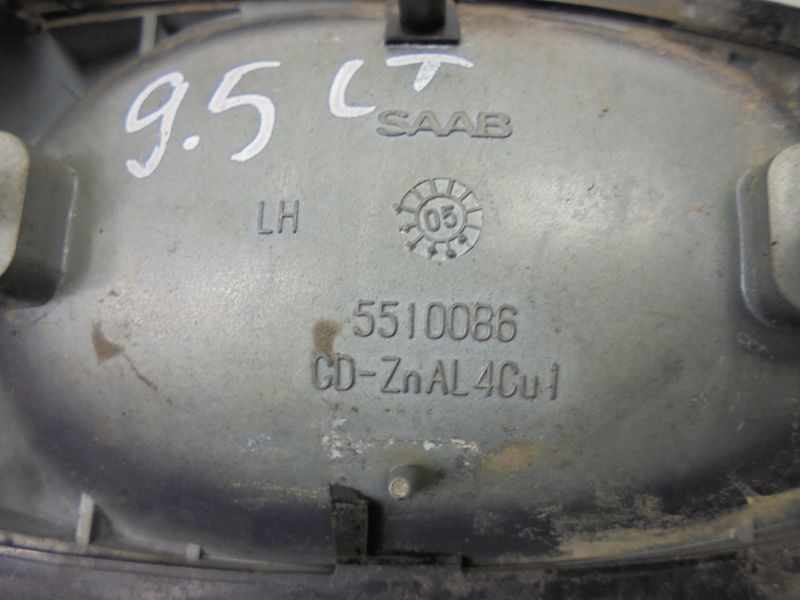 9.5 LT
SAAB
LH
05
5510086
GD-ZnAL4Cu1